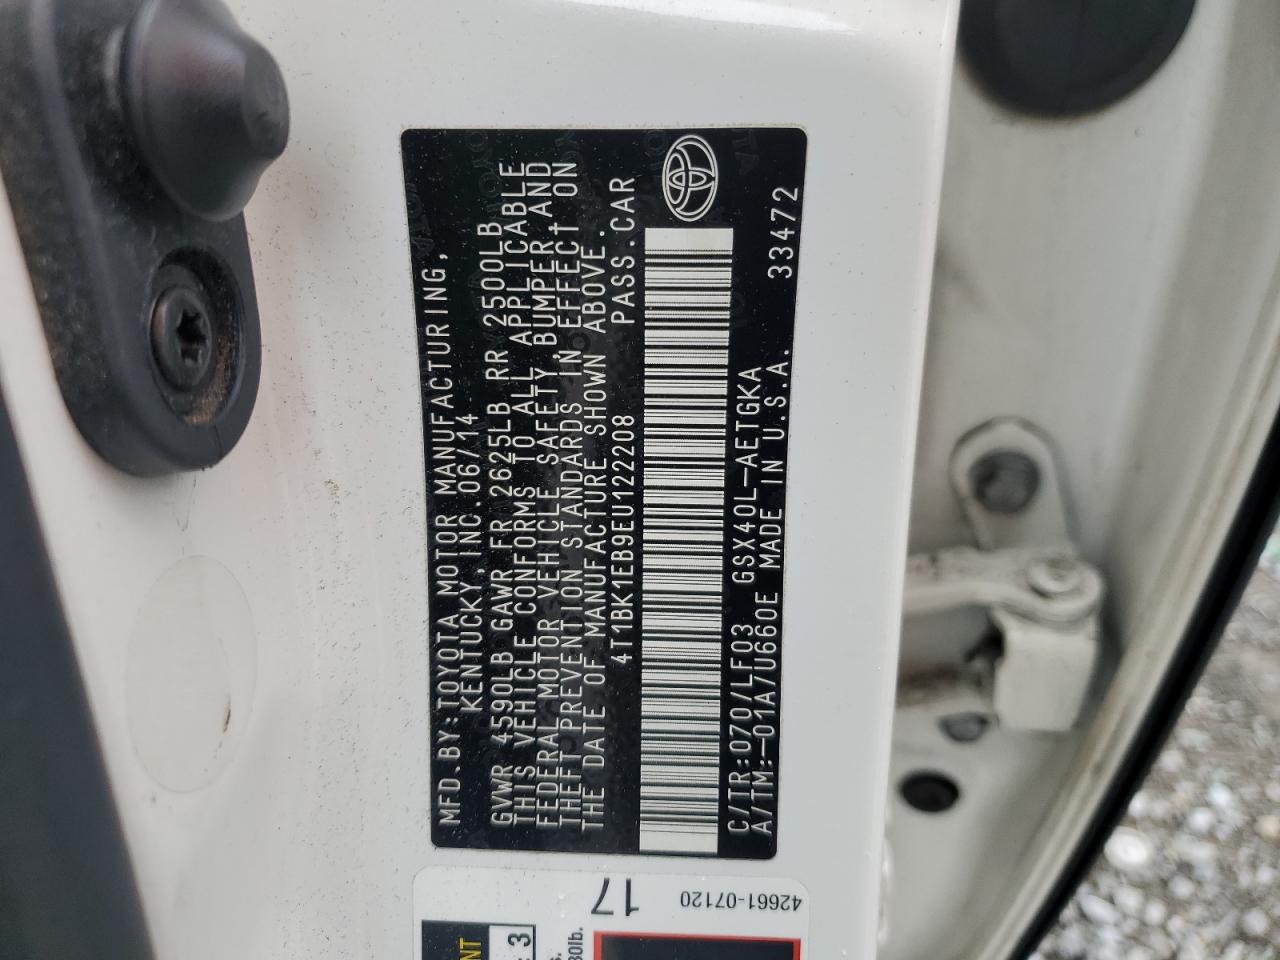 MFD.BY:TOYOTA MOTOR MANUFACTURING,
KENTUCKY, INC.06/14
GVWR 4590LB GAWR FR 2625LB RR 2500LB
THIS VEHICLE CONFORMS TO ALL APPLICABLE
FEDERAL MOTOR VEHICLE SAFETY,BUMPER,AND
THEFT PREVENTION STANDARDS IN EFFECT ON
THE DATE OF MANUFACTURE SHOWN ABOVE.
4T1BK1EB9EU122208 PASS.CAR
C/TR:070/LF03 GSX40L-AETGKA
A/TM:-01A/U660E MADE IN U.S.A. 33472
17
42661-07120
3